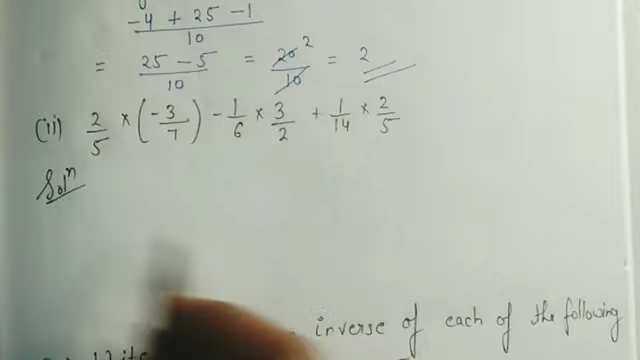 -4 + 25 - 1
10
= 25 - 5 / 10 = 20 2 / 10 = 2
(ii) 2/5 × (-3/7) - 1/6 × 3/2 + 1/14 × 2/5
Solⁿ
inverse of each of the following